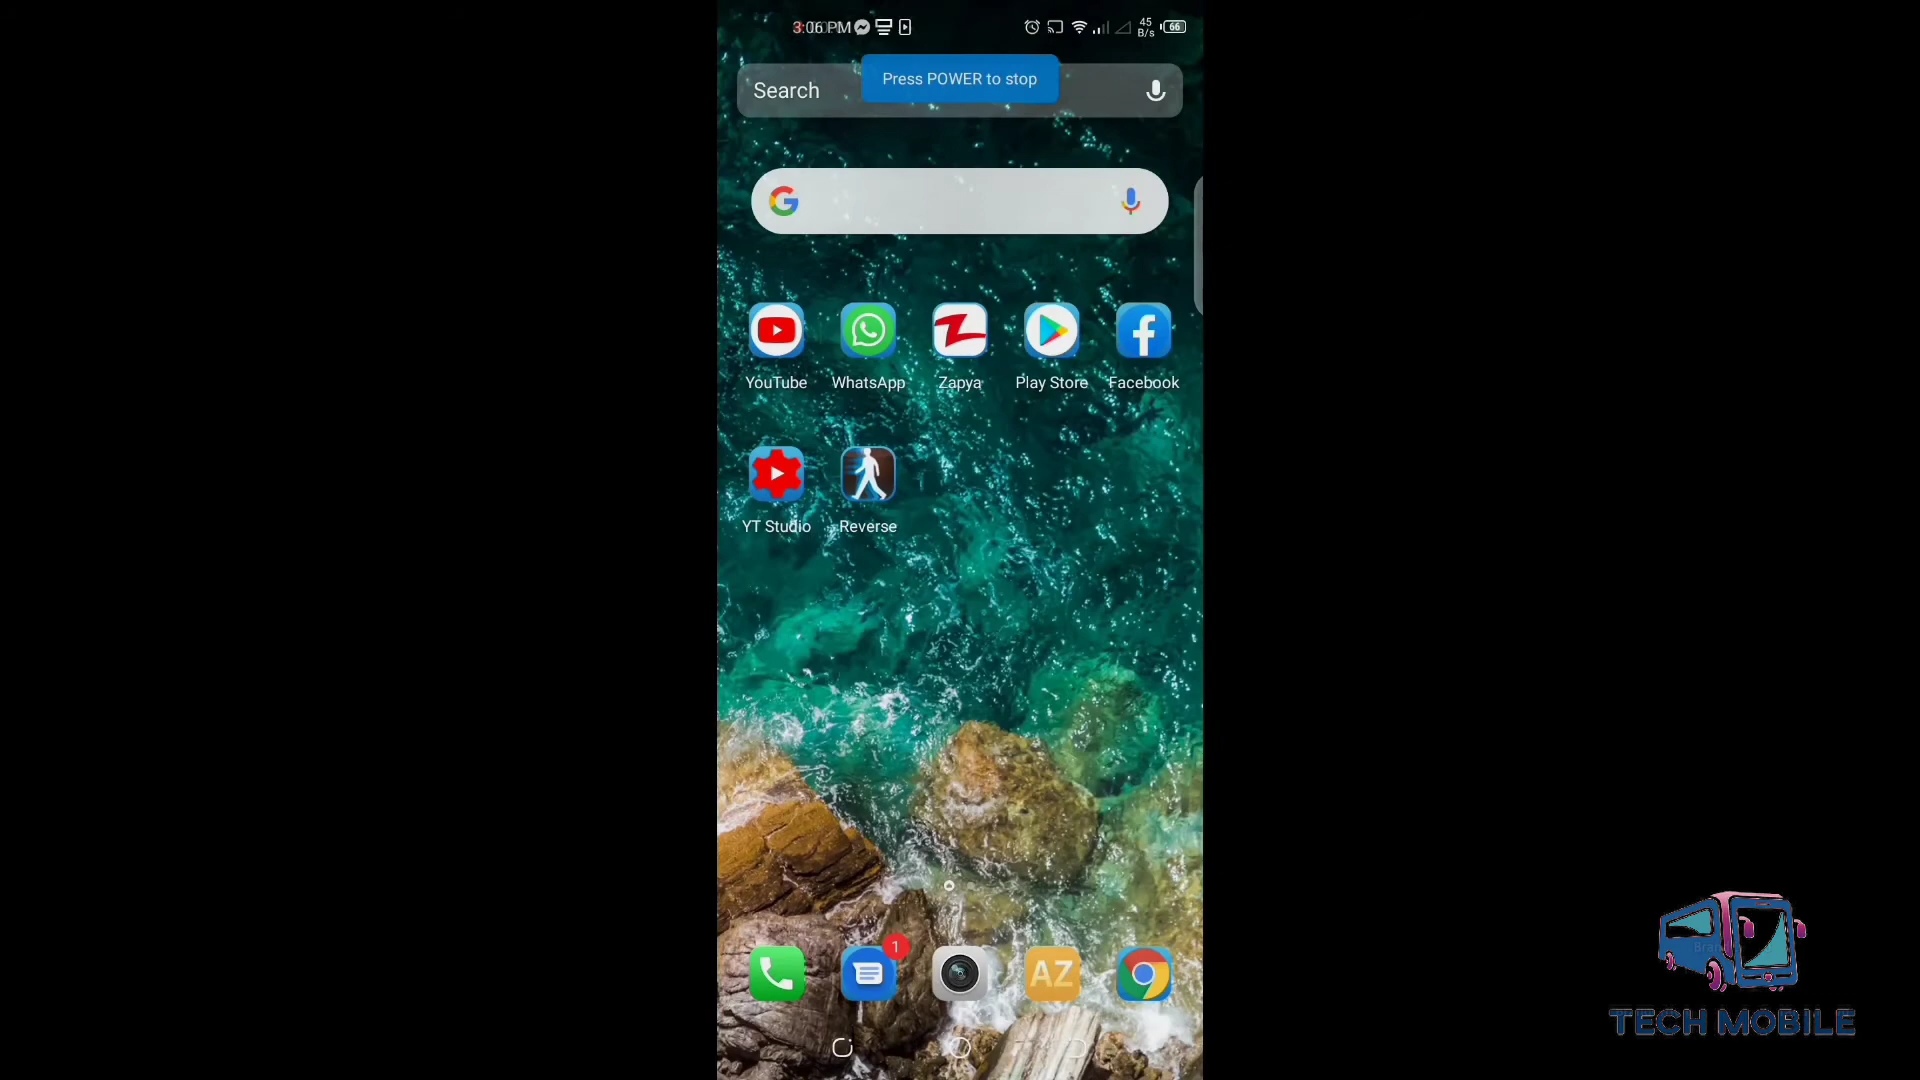 3:06 PM
45
B/s
66
Press POWER to stop
Search
YouTube
WhatsApp
Zapya
Play Store
Facebook
YT Studio
Reverse
1
AZ
TECH MOBILE